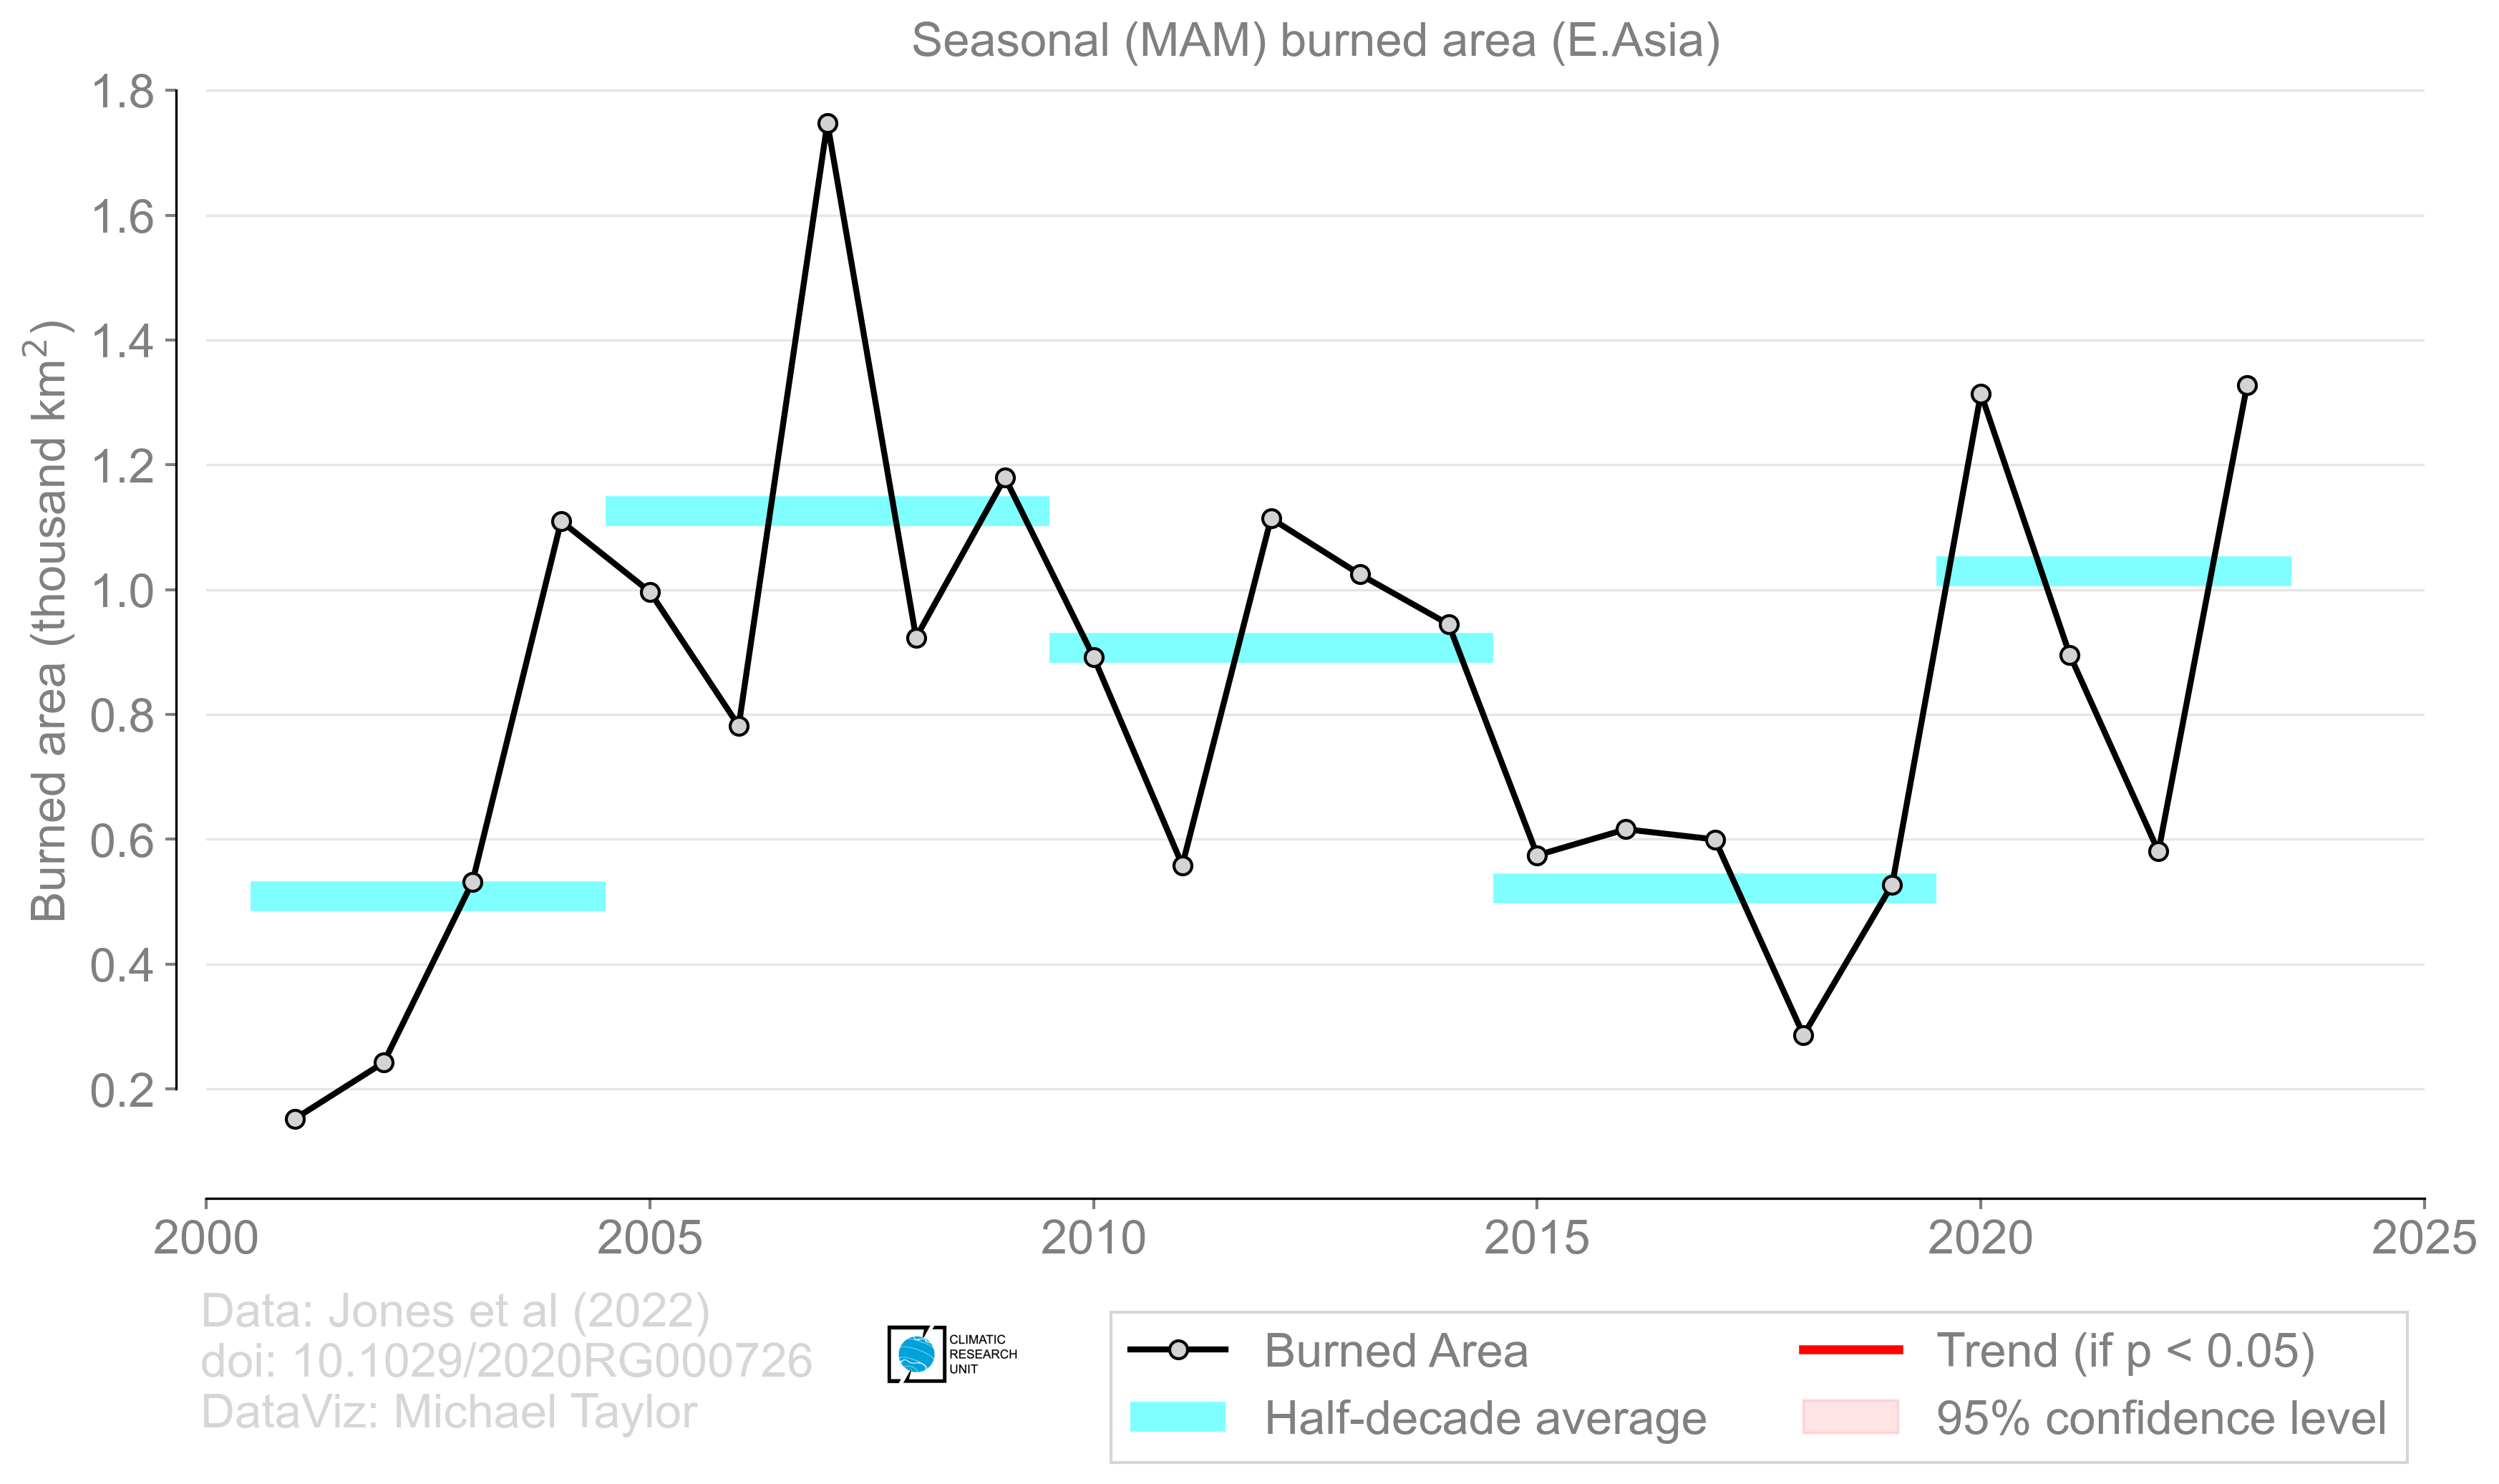 Seasonal (MAM) burned area (E.Asia)
Burned area (thousand km²)
1.8
1.6
1.4
1.2
1.0
0.8
0.6
0.4
0.2
2000 2005 2010 2015 2020 2025
Data: Jones et al (2022)
doi: 10.1029/2020RG000726
DataViz: Michael Taylor
CLIMATIC
RESEARCH
UNIT
Burned Area
Half-decade average
Trend (if p < 0.05)
95% confidence level